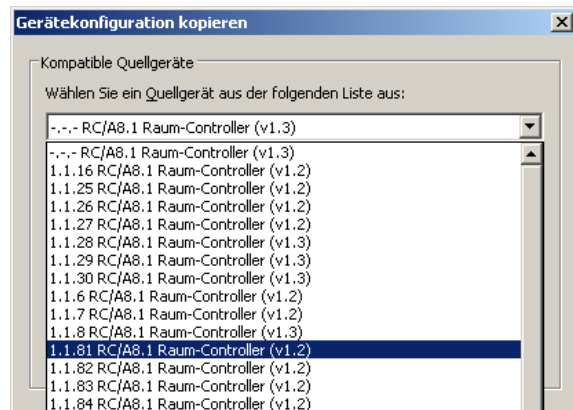 Gerätekonfiguration kopieren
Kompatible Quellgeräte
Wählen Sie ein Quellgerät aus der folgenden Liste aus:
-.-.- RC/A8.1 Raum-Controller (v1.3)
-.-.- RC/A8.1 Raum-Controller (v1.3)
1.1.16 RC/A8.1 Raum-Controller (v1.2)
1.1.25 RC/A8.1 Raum-Controller (v1.2)
1.1.26 RC/A8.1 Raum-Controller (v1.2)
1.1.27 RC/A8.1 Raum-Controller (v1.2)
1.1.28 RC/A8.1 Raum-Controller (v1.3)
1.1.29 RC/A8.1 Raum-Controller (v1.3)
1.1.30 RC/A8.1 Raum-Controller (v1.3)
1.1.6 RC/A8.1 Raum-Controller (v1.2)
1.1.7 RC/A8.1 Raum-Controller (v1.2)
1.1.8 RC/A8.1 Raum-Controller (v1.3)
1.1.81 RC/A8.1 Raum-Controller (v1.2)
1.1.82 RC/A8.1 Raum-Controller (v1.2)
1.1.83 RC/A8.1 Raum-Controller (v1.2)
1.1.84 RC/A8.1 Raum-Controller (v1.2)